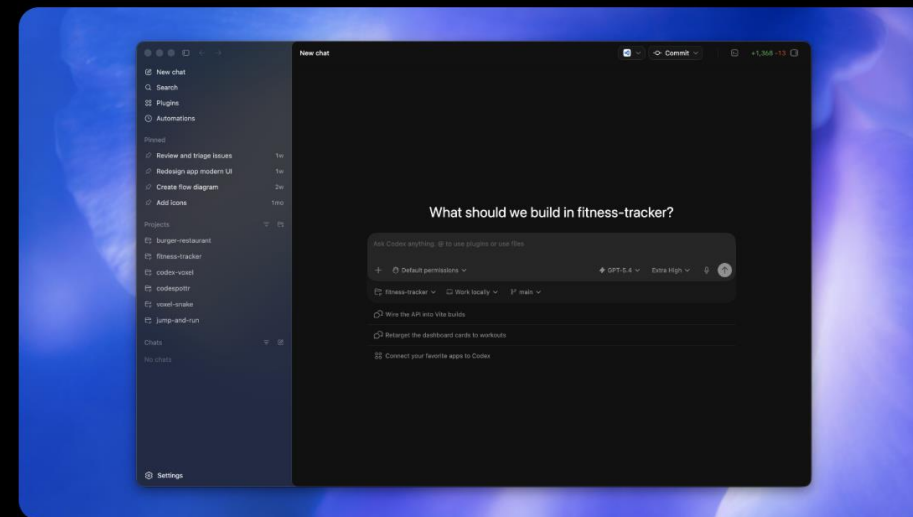 New chat
Commit
+1,368 -13
New chat
Search
Plugins
Automations
Pinned
Review and triage issues 1w
Redesign app modern UI 1w
Create flow diagram 2w
Add icons 1mo
Projects
burger-restaurant
fitness-tracker
codex-voxel
codespottr
voxel-snake
jump-and-run
Chats
No chats
Settings
What should we build in fitness-tracker?
Ask Codex anything, @ to use plugins or use files
Default permissions GPT-5.4 Extra High
fitness-tracker Work locally main
Wire the API into Vite builds
Retarget the dashboard cards to workouts
Connect your favorite apps to Codex